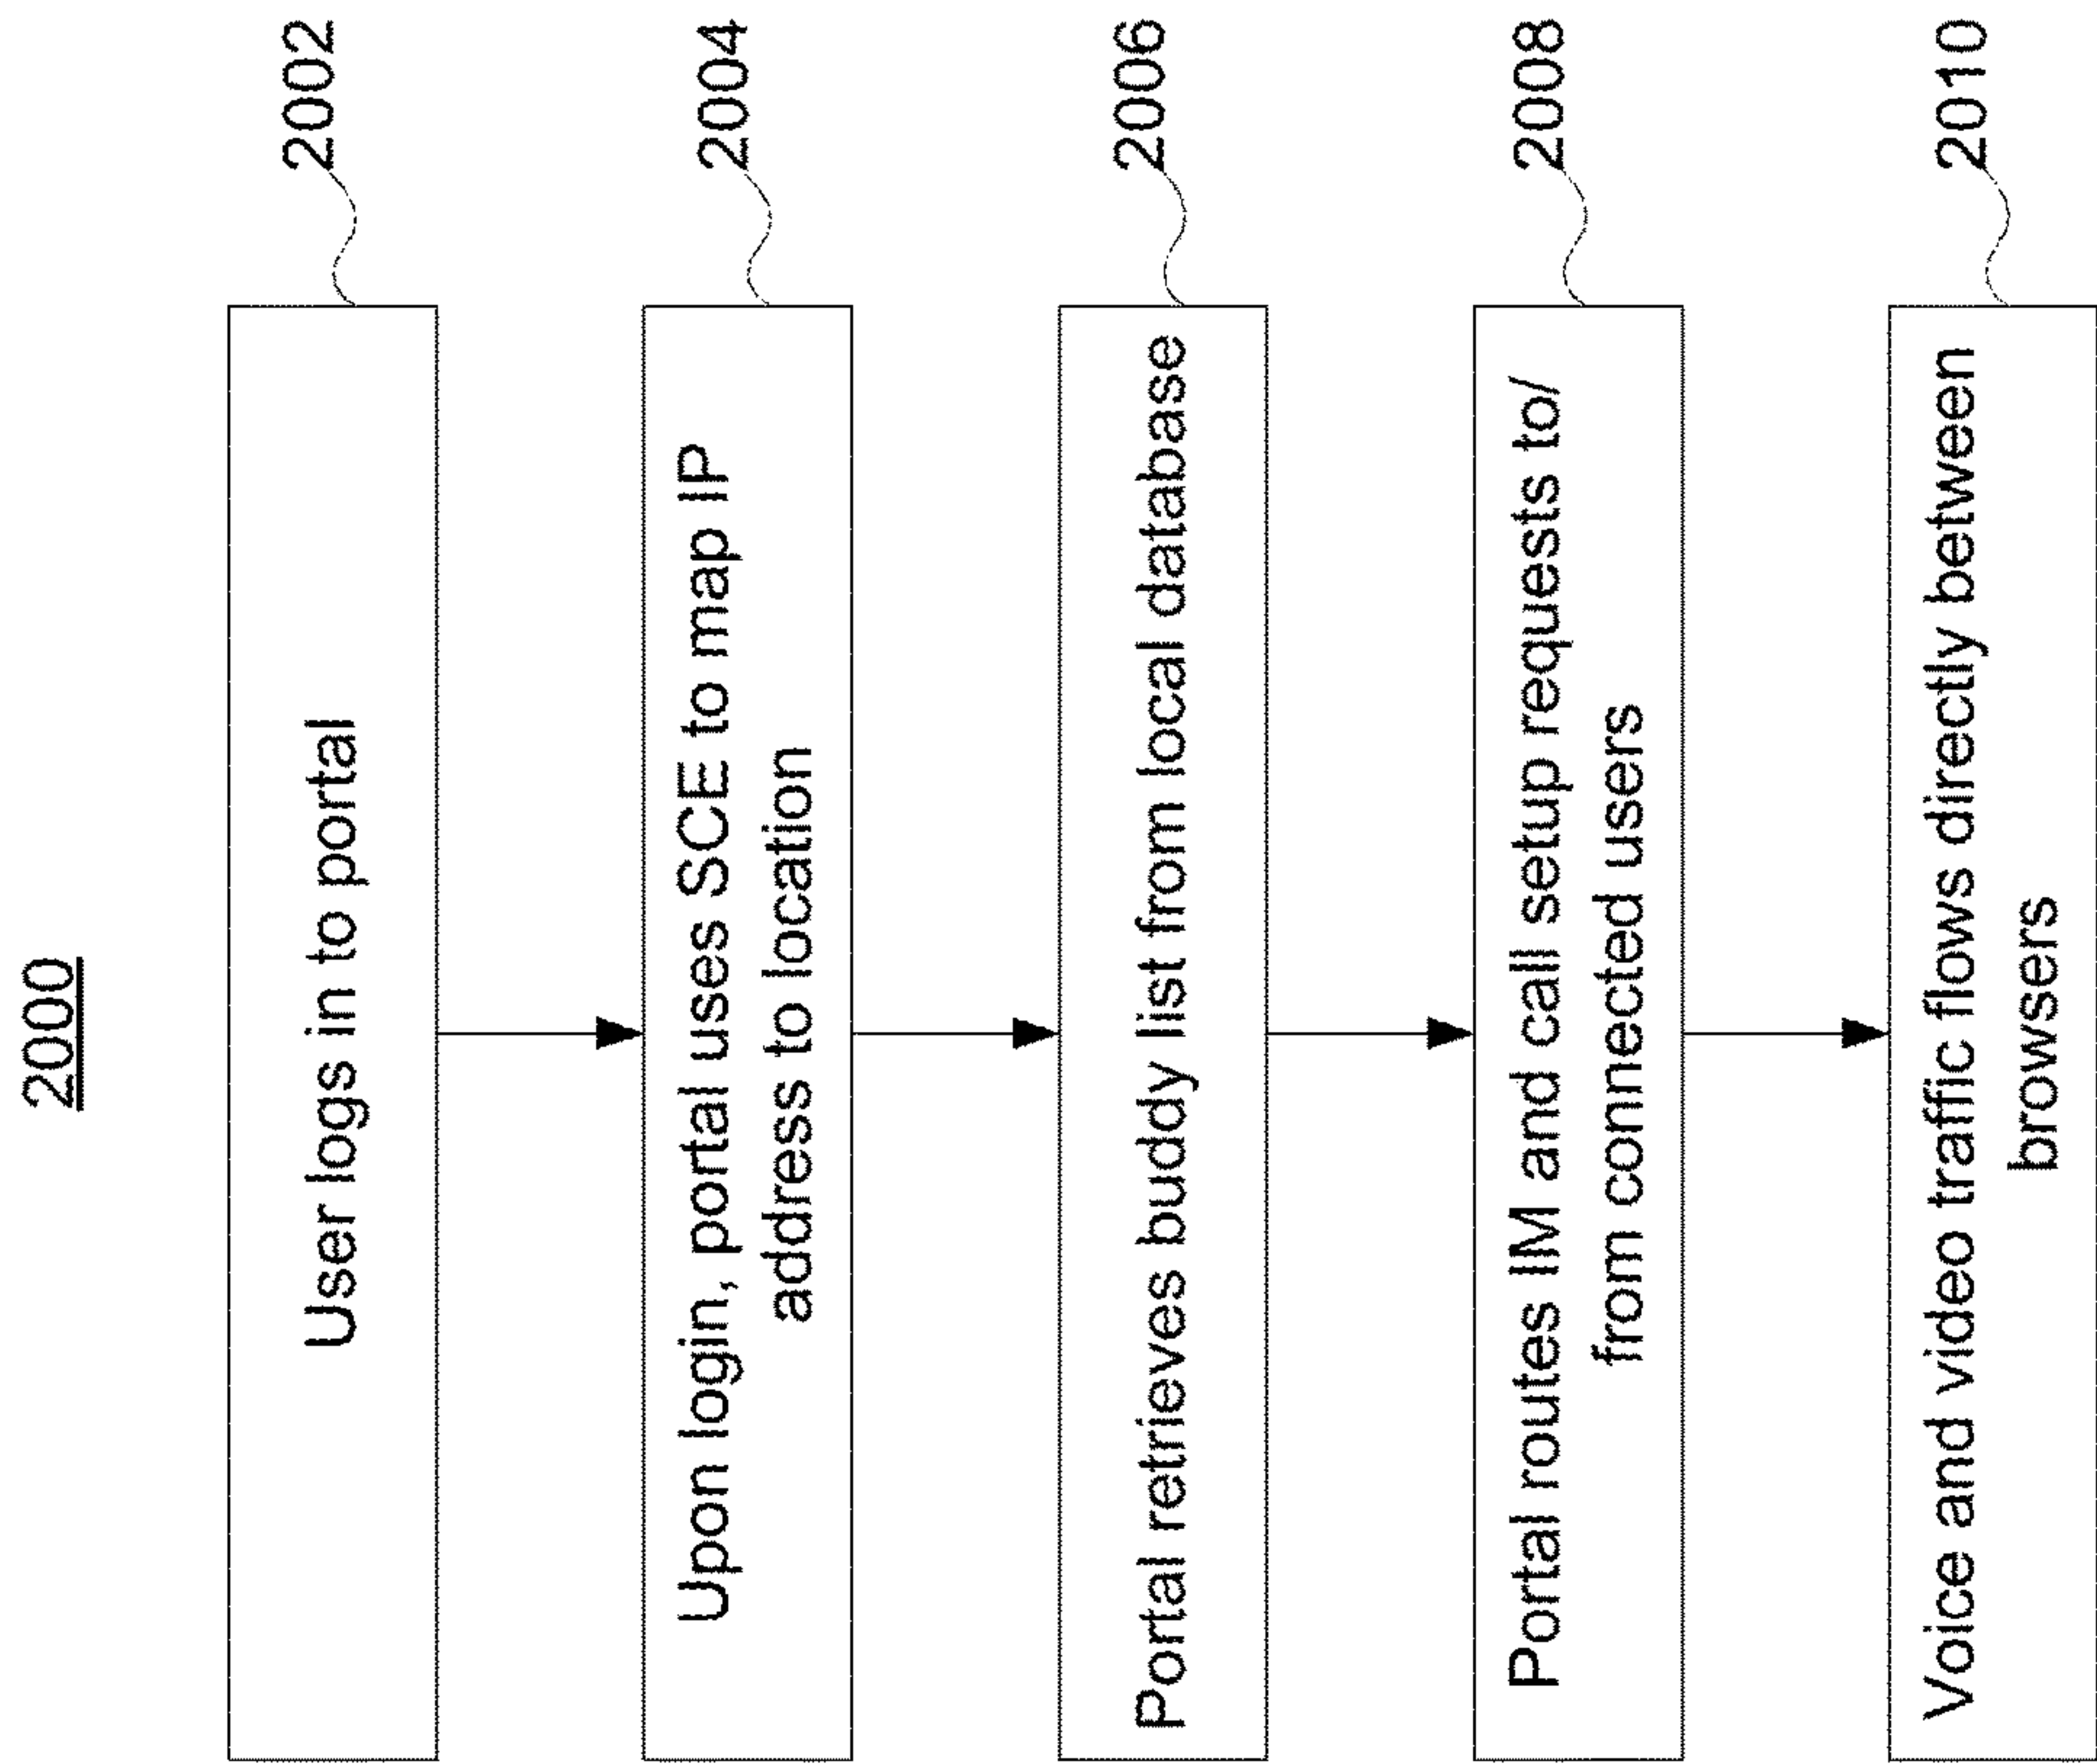 2000
User logs in to portal
2002
Upon login, portal uses SCE to map IP
address to location
2004
Portal retrieves buddy list from local database
2006
Portal routes IM and call setup requests to/
from connected users
2008
Voice and video traffic flows directly between
browsers
2010